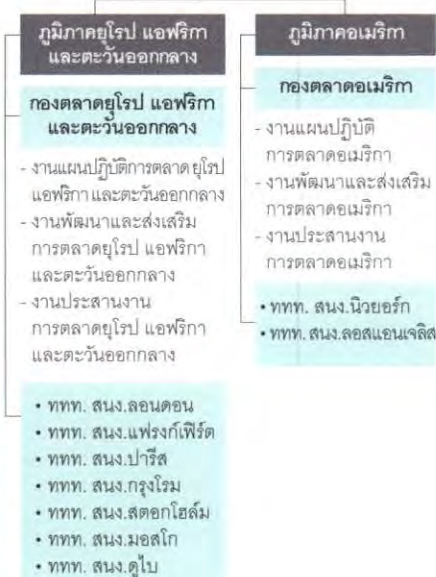 ภูมิภาคยุโรป แอฟริกา
และตะวันออกกลาง
กองตลาดยุโรป แอฟริกา
และตะวันออกกลาง
- งานแผนปฏิบัติการตลาด ยุโรป
แอฟริกา และตะวันออกกลาง
- งานพัฒนาและส่งเสริม
การตลาดยุโรป แอฟริกา
และตะวันออกกลาง
- งานประสานงาน
การตลาดยุโรป แอฟริกา
และตะวันออกกลาง
• ททท. สนง.ลอนดอน
• ททท. สนง.แฟรงก์เฟิร์ต
• ททท. สนง.ปารีส
• ททท. สนง.กรุงโรม
• ททท. สนง.สตอกโฮล์ม
• ททท. สนง.มอสโก
• ททท. สนง.ดูไบ
ภูมิภาคอเมริกา
กองตลาดอเมริกา
- งานแผนปฏิบัติ
การตลาดอเมริกา
- งานพัฒนาและส่งเสริม
การตลาดอเมริกา
- งานประสานงาน
การตลาดอเมริกา
• ททท. สนง.นิวยอร์ก
• ททท. สนง.ลอสแอนเจลิส